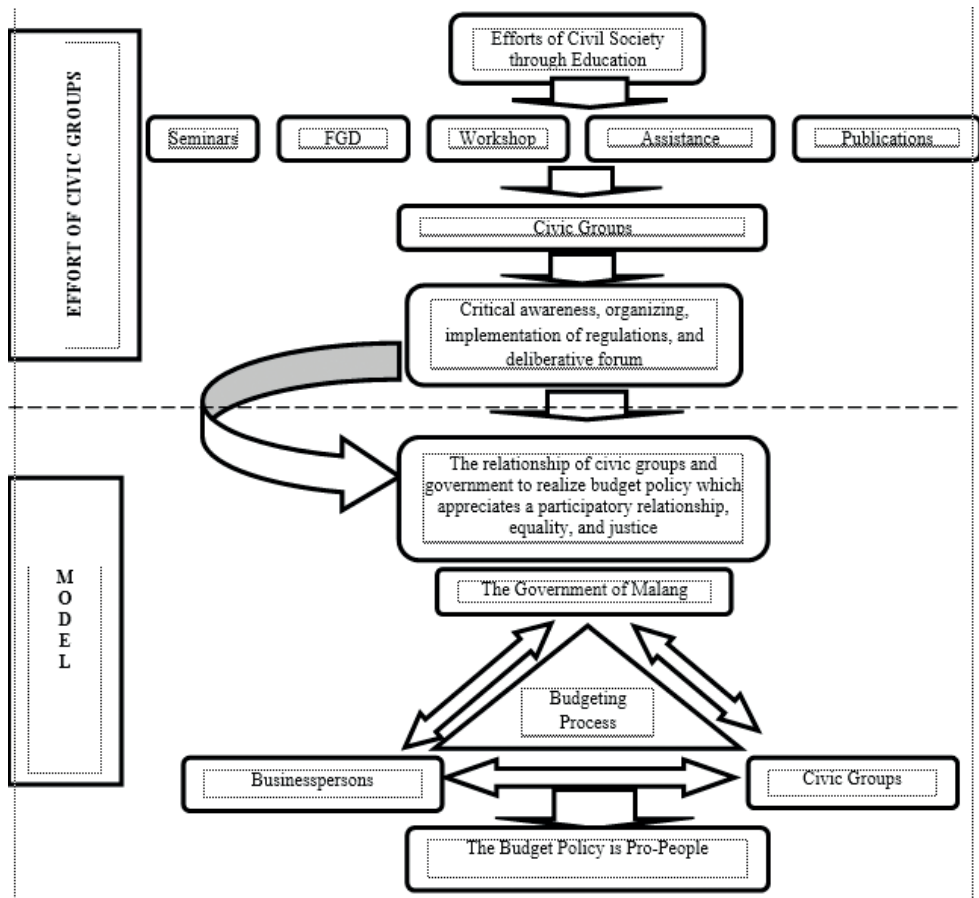 Efforts of Civil Society
through Education
EFFORT OF CIVIC GROUPS
Seminars
FGD
Workshop
Assistance
Publications
Civic Groups
Critical awareness, organizing,
implementation of regulations, and
deliberative forum
The relationship of civic groups and
government to realize budget policy which
appreciates a participatory relationship,
equality, and justice
M
O
D
E
L
The Government of Malang
Budgeting
Process
Businesspersons
Civic Groups
The Budget Policy is Pro-People